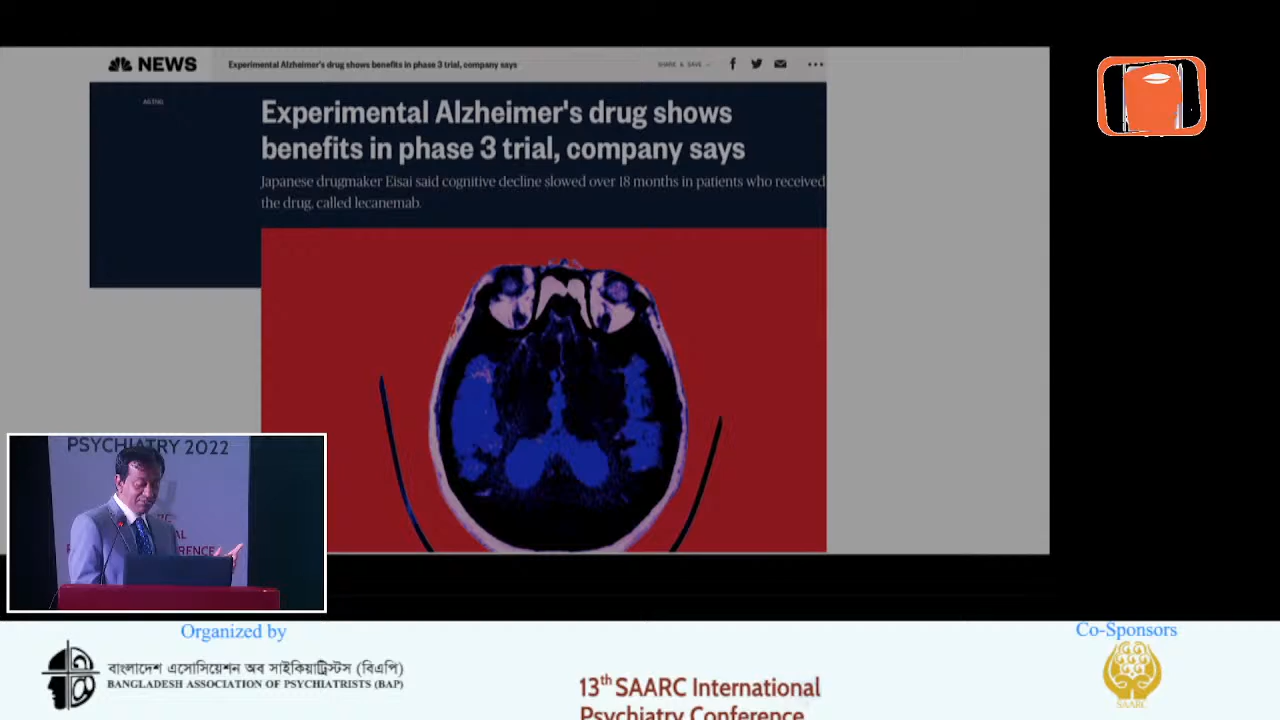 NEWS
Experimental Alzheimer's drug shows benefits in phase 3 trial, company says
SHARE & SAVE
AGING
Experimental Alzheimer's drug shows
benefits in phase 3 trial, company says
Japanese drugmaker Eisai said cognitive decline slowed over 18 months in patients who received
the drug, called lecanemab.
PSYCHIATRY 2022
Organized by
বাংলাদেশ এসোসিয়েশন অব সাইকিয়াট্রিস্টস (বিএপি)
BANGLADESH ASSOCIATION OF PSYCHIATRISTS (BAP)
13th SAARC International
Psychiatry Conference
Co-Sponsors
SAARC